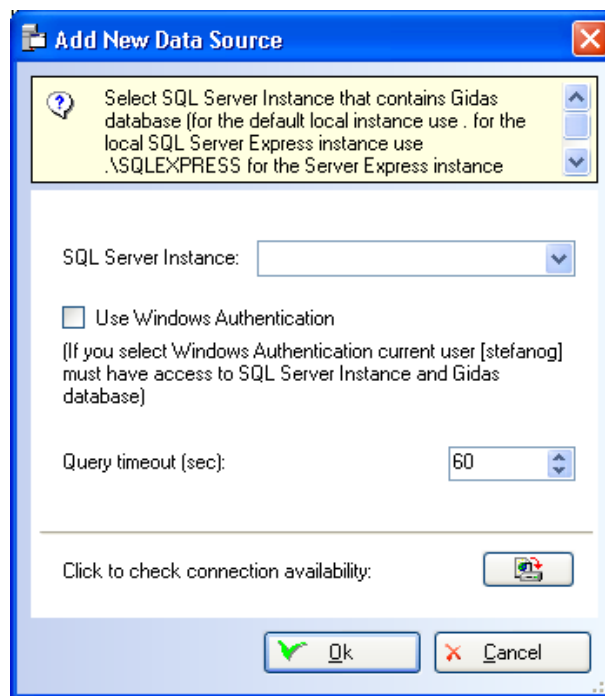 Add New Data Source
Select SQL Server Instance that contains Gidas
database (for the default local instance use . for the
local SQL Server Express instance use
.\SQLEXPRESS for the Server Express instance
SQL Server Instance:
Use Windows Authentication
(If you select Windows Authentication current user [stefanog]
must have access to SQL Server Instance and Gidas
database)
Query timeout (sec): 60
Click to check connection availability:
Ok Cancel